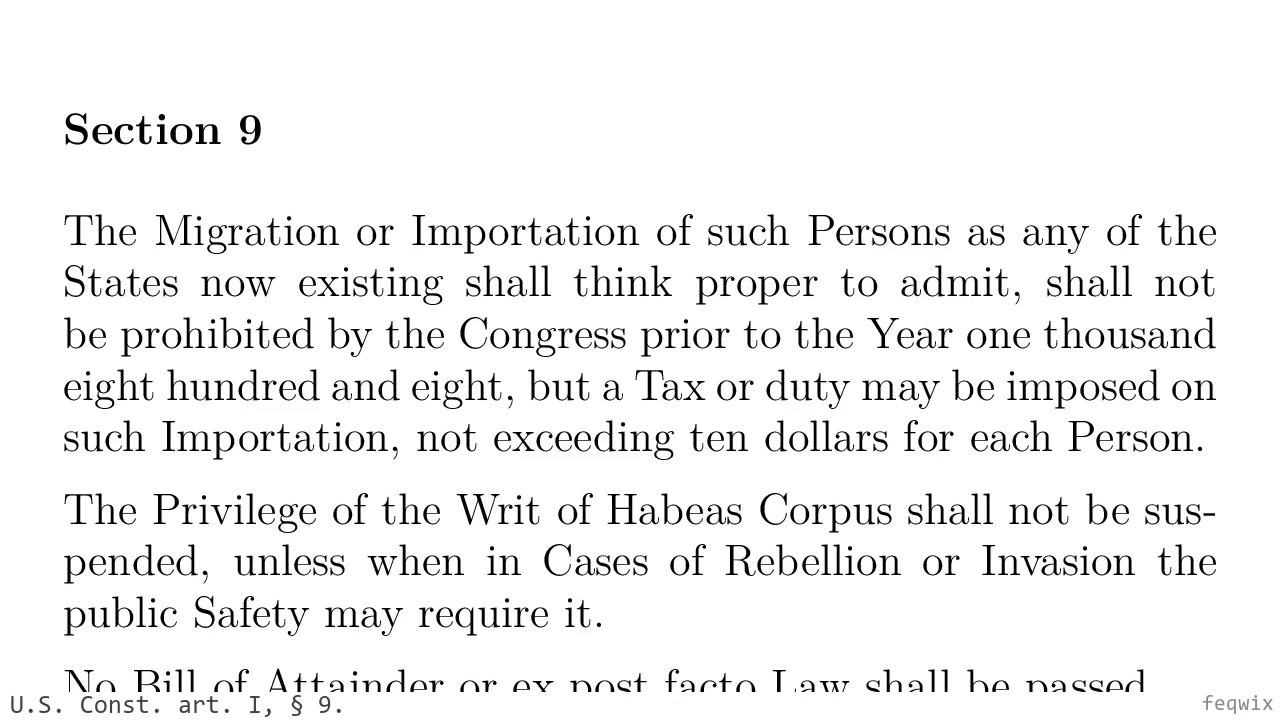 Section 9
The Migration or Importation of such Persons as any of the
States now existing shall think proper to admit, shall not
be prohibited by the Congress prior to the Year one thousand
eight hundred and eight, but a Tax or duty may be imposed on
such Importation, not exceeding ten dollars for each Person.
The Privilege of the Writ of Habeas Corpus shall not be sus-
pended, unless when in Cases of Rebellion or Invasion the
public Safety may require it.
No Bill of Attainder or ex post facto Law shall be passed
U.S. Const. art. I, § 9.
feqwix